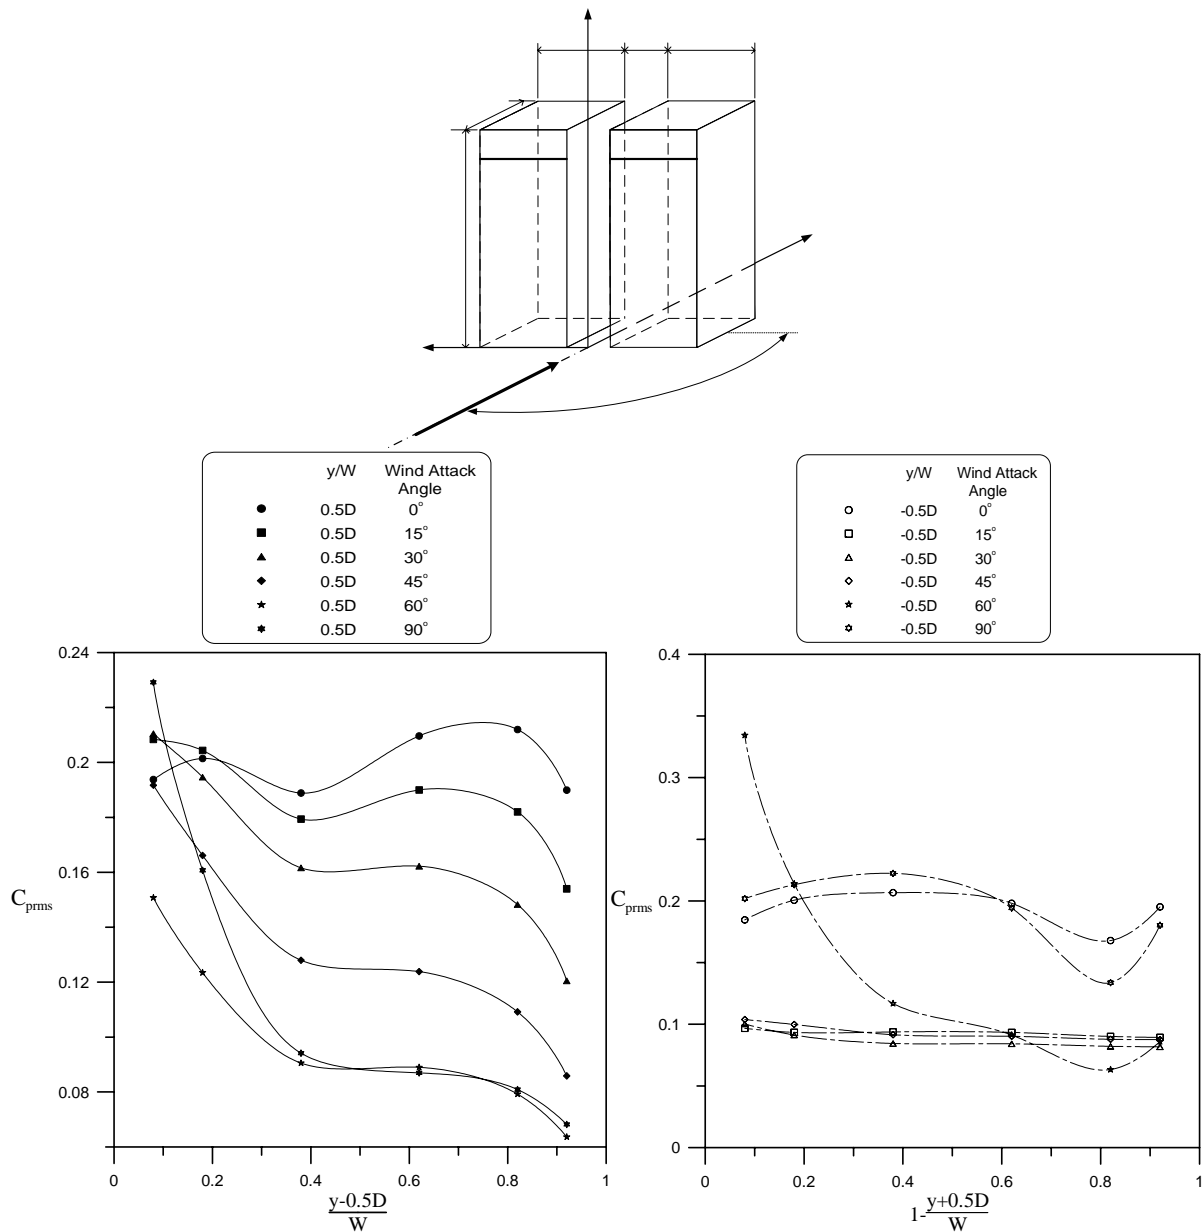 y/W Wind Attack Angle
0.5D 0°
0.5D 15°
0.5D 30°
0.5D 45°
0.5D 60°
0.5D 90°
y/W Wind Attack Angle
-0.5D 0°
-0.5D 15°
-0.5D 30°
-0.5D 45°
-0.5D 60°
-0.5D 90°
0.24
0.2
0.16
C_prms
0.12
0.08
0 0.2 0.4 0.6 0.8 1
y-0.5D
W
0.4
0.3
0.2
C_prms
0.1
0
0 0.2 0.4 0.6 0.8 1
1-y+0.5D
W